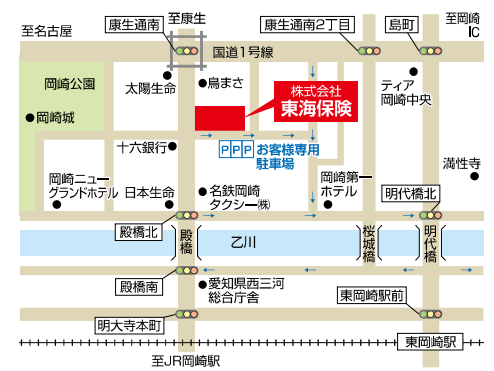 至康生
康生通南
康生通南2丁目
島町
至岡崎
IC
至名古屋
国道1号線
岡崎公園
太陽生命
鳥まさ
株式会社
東海保険
ティア
岡崎中央
岡崎城
十六銀行
PPP
お客様専用
駐車場
満性寺
岡崎ニュー
グランドホテル
日本生命
名鉄岡崎
タクシー㈱
岡崎第一
ホテル
明代橋北
殿橋北
殿橋
乙川
桜城橋
明代橋
殿橋南
愛知県西三河
総合庁舎
東岡崎駅前
明大寺本町
東岡崎駅
至JR岡崎駅